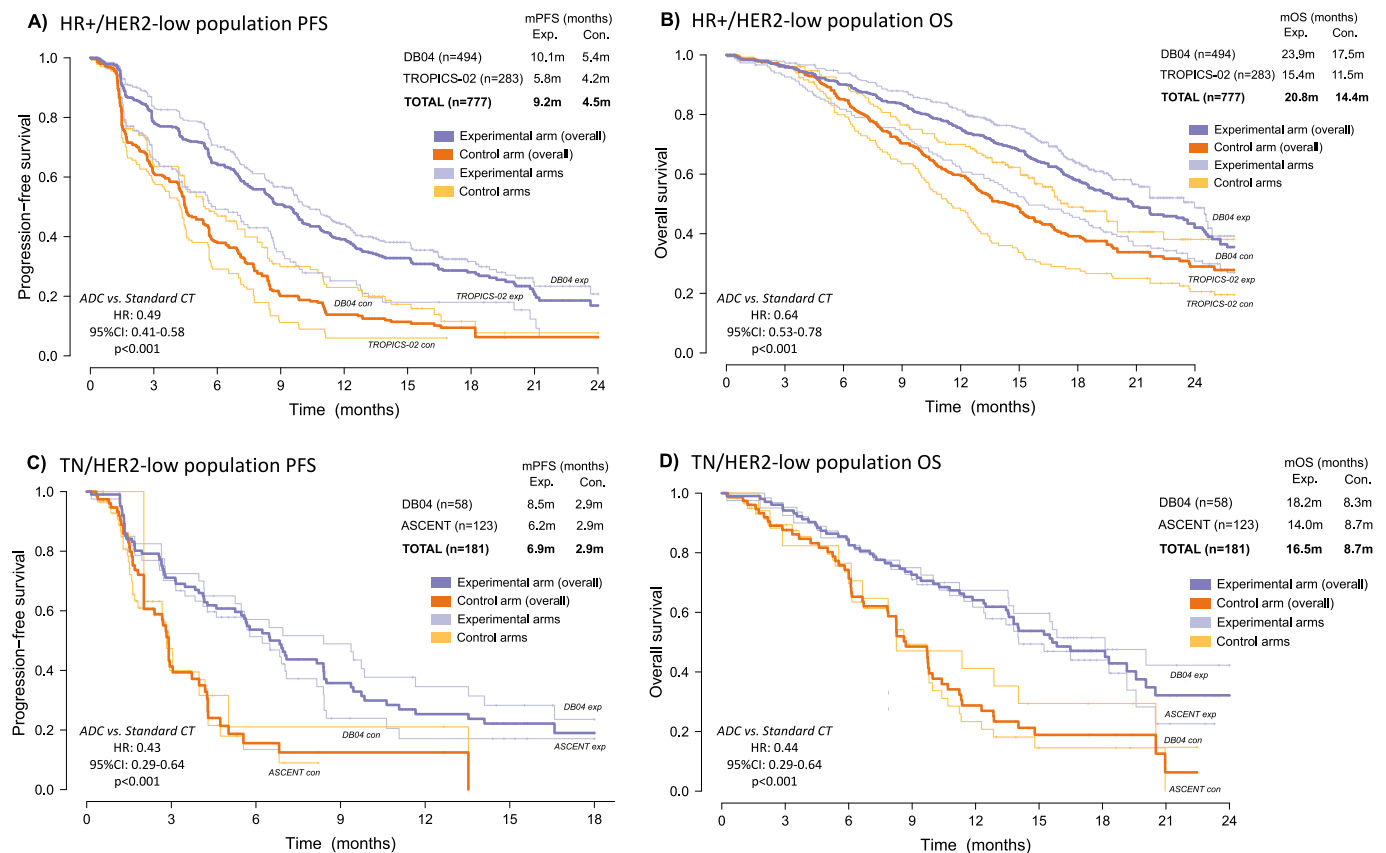 A) HR+/HER2-low population PFS
mPFS (months)
Exp. Con.
DB04 (n=494) 10.1m 5.4m
TROPICS-02 (n=283) 5.8m 4.2m
TOTAL (n=777) 9.2m 4.5m
Experimental arm (overall)
Control arm (overall)
Experimental arms
Control arms
Progression-free survival
1.0
0.8
0.6
0.4
0.2
0.0
ADC vs. Standard CT
HR: 0.49
95%CI: 0.41-0.58
p<0.001
DB04 exp
TROPICS-02 exp
DB04 con
TROPICS-02 con
0 3 6 9 12 15 18 21 24
Time (months)
B) HR+/HER2-low population OS
mOS (months)
Exp. Con.
DB04 (n=494) 23.9m 17,5m
TROPICS-02 (n=283) 15.4m 11.5m
TOTAL (n=777) 20.8m 14.4m
Experimental arm (overall)
Control arm (overall)
Experimental arms
Control arms
Overall survival
1.0
0.8
0.6
0.4
0.2
0.0
ADC vs. Standard CT
HR: 0.64
95%CI: 0.53-0.78
p<0.001
DB04 exp
DB04 con
TROPICS-02 exp
TROPICS-02 con
0 3 6 9 12 15 18 21 24
Time (months)
C) TN/HER2-low population PFS
mPFS (months)
Exp. Con.
DB04 (n=58) 8.5m 2.9m
ASCENT (n=123) 6.2m 2.9m
TOTAL (n=181) 6.9m 2.9m
Experimental arm (overall)
Control arm (overall)
Experimental arms
Control arms
Progression-free survival
1.0
0.8
0.6
0.4
0.2
0.0
ADC vs. Standard CT
HR: 0.43
95%CI: 0.29-0.64
p<0.001
DB04 exp
DB04 con
ASCENT exp
ASCENT con
0 3 6 9 12 15 18
Time (months)
D) TN/HER2-low population OS
mOS (months)
Exp. Con.
DB04 (n=58) 18.2m 8.3m
ASCENT (n=123) 14.0m 8.7m
TOTAL (n=181) 16.5m 8.7m
Experimental arm (overall)
Control arm (overall)
Experimental arms
Control arms
Overall survival
1.0
0.8
0.6
0.4
0.2
0.0
ADC vs. Standard CT
HR: 0.44
95%CI: 0.29-0.64
p<0.001
DB04 exp
ASCENT exp
DB04 con
ASCENT con
0 3 6 9 12 15 18 21 24
Time (months)